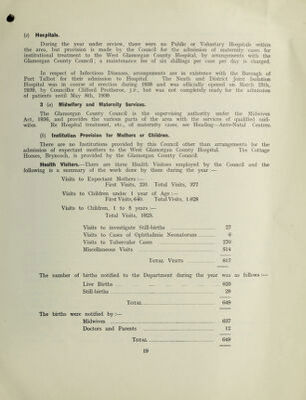 (c) Hospitals.
During the year under review, there were no Public or Voluntary Hospitals within
the area, but provision is made by the Council for the admission of maternity cases for
institutional treatment to the West Glamorgan County Hospital, by arrangements with the
Glamorgan County Council; a maintenance fee of six shillings per case per day is charged.
In respect of Infectious Diseases, arrangements are in existence with the Borough of
Port Talbot for their admission to Hospital. The Neath and District Joint Isolation
Hospital was in course of erection during 1938 and was officially opened on March 29th,
1939, by Councillor Clifford Protheroe, j.p., but was not completely ready for the admission
of patients until May 8th, 1939.
3 (a) Midwifery and Maternity Services.
The Glamorgan County Council is the supervising authority under the Midwives
Act, 1936, and provides the various parts of the area with the services of qualified mid-
wives. Re Hospital treatment, etc., of maternity cases, see Heading—Ante-Natal Centres.
(b) Institution Provision for Mothers or Children.
There are no Institutions provided by this Council other than arrangements for the
admission of expectant mothers to the West Glamorgan County Hospital. The Cottage
Homes, Bryncoch, is provided by the Glamorgan County Council.
Health Visitors.—There are three Health Visitors employed by the Council and the
following is a summary of the work done by them during the year :—
Visits to Expectant Mothers :—
First Visits, Total Visits, 377
Visits to Children under 1 year of Age :—
First Visits, 640. Total Visits,
Visits to Children, 1 to 5 years :—
Total Visits,
Visits to investigate Still-births 27
Visits to Cases of Ophthalmia Neonatorum 6
Visits to Tubercular Cases 270
Miscellaneous Visits 514
Total Visits 817
The number of births notified to the Department during the year was as follows :—
Live Births 620
Still-births 29
Total 649
The births were notified by :—
Midwives 637
Doctors and Parents 12
Total 649
19